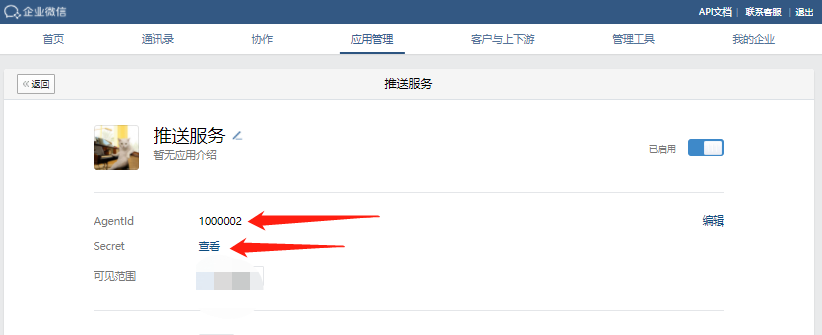 企业微信
API文档 | 联系客服 | 退出
首页 通讯录 协作 应用管理 客户与上下游 管理工具 我的企业
«返回 推送服务
推送服务
暂无应用介绍
已启用
AgentId 1000002 编辑
Secret 查看
可见范围